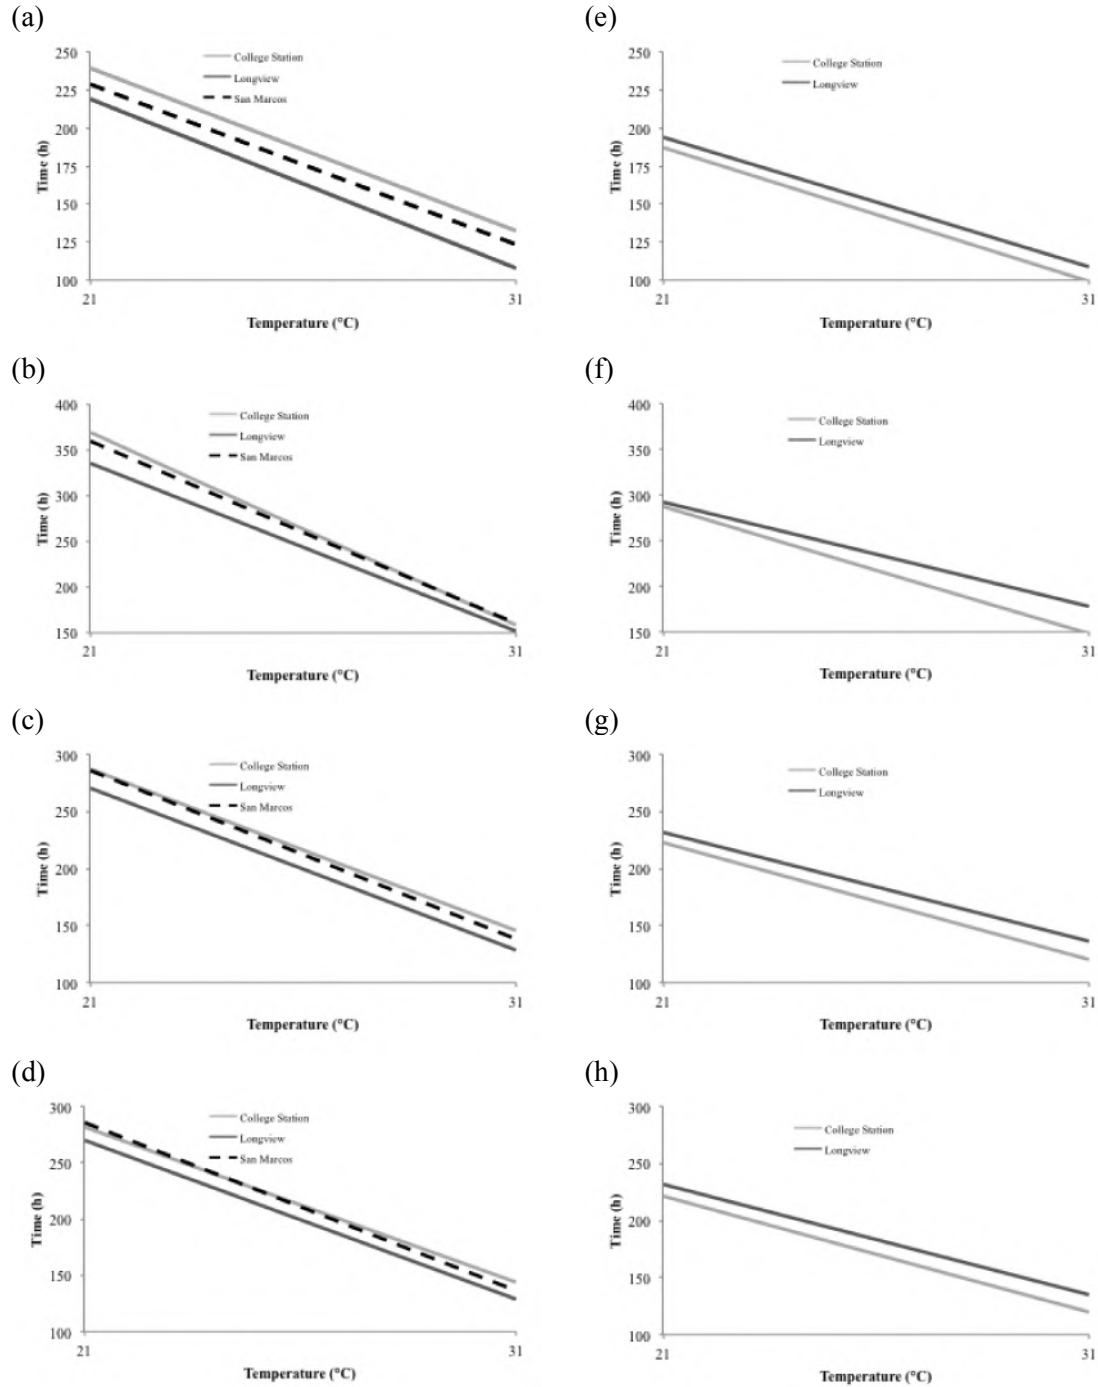 (a)
250
225
200
175
150
125
100
Time (h)
College Station
Longview
San Marcos
21
31
Temperature (°C)
(e)
250
225
200
175
150
125
100
Time (h)
College Station
Longview
21
31
Temperature (°C)
(b)
400
350
300
250
200
150
Time (h)
College Station
Longview
San Marcos
21
31
Temperature (°C)
(f)
400
350
300
250
200
150
Time (h)
College Station
Longview
21
31
Temperature (°C)
(c)
300
250
200
150
100
Time (h)
College Station
Longview
San Marcos
21
31
Temperature (°C)
(g)
300
250
200
150
100
Time (h)
College Station
Longview
21
31
Temperature (°C)
(d)
300
250
200
150
100
Time (h)
College Station
Longview
San Marcos
21
31
Temperature (°C)
(h)
300
250
200
150
100
Time (h)
College Station
Longview
21
31
Temperature (°C)